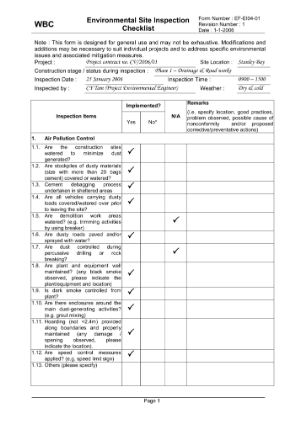 WBC
Environmental Site Inspection
Checklist
Form Number : EF-EI04-01
Revision Number : 1
Date : 1-1-2006
Note : This form is designed for general use and may not be exhaustive. Modifications and
additions may be necessary to suit individual projects and to address specific environmental
issues and associated mitigation measures.
Project : Project contract no. CV/2006/03 Site Location : Stanley Bay
Construction stage / status during inspection : Phase 1 – Drainage & Road works
Inspection Date : 27 January 2006 Inspection Time : 0900 – 1500
Inspected by : CY Tam (Project Environmental Engineer) Weather : Dry & cold
Inspection Items
Implemented?
Yes
No*
N/A
Remarks
(i.e. specify location, good practices,
problem observed, possible cause of
nonconformity and/or proposed
corrective/preventative actions)
1. Air Pollution Control
1.1. Are the construction sites
watered to minimize dust
generated? ✓
1.2. Are stockpiles of dusty materials
(size with more than 20 bags
cement) covered or watered? ✓
1.3. Cement debagging process
undertaken in sheltered areas ✓
1.4. Are all vehicles carrying dusty
loads covered/watered over prior
to leaving the site? ✓
1.5. Are demolition work areas
watered? (e.g. trimming activities
by using breaker) ✓
1.6. Are dusty roads paved and/or
sprayed with water? ✓
1.7. Are dust controlled during
percussive drilling or rock
breaking? ✓
1.8. Are plant and equipment well
maintained? (any black smoke
observed, please indicate the
plant/equipment and location) ✓
1.9. Is dark smoke controlled from
plant? ✓
1.10. Are there enclosures around the
main dust-generating activities?
(e.g. grout mixing) ✓
1.11. Hoarding (not <2.4m) provided
along boundaries and properly
maintained (any damage /
opening observed, please
indicate the location). ✓
1.12. Are speed control measures
applied? (e.g. speed limit sign) ✓
1.13. Others (please specify)
Page 1